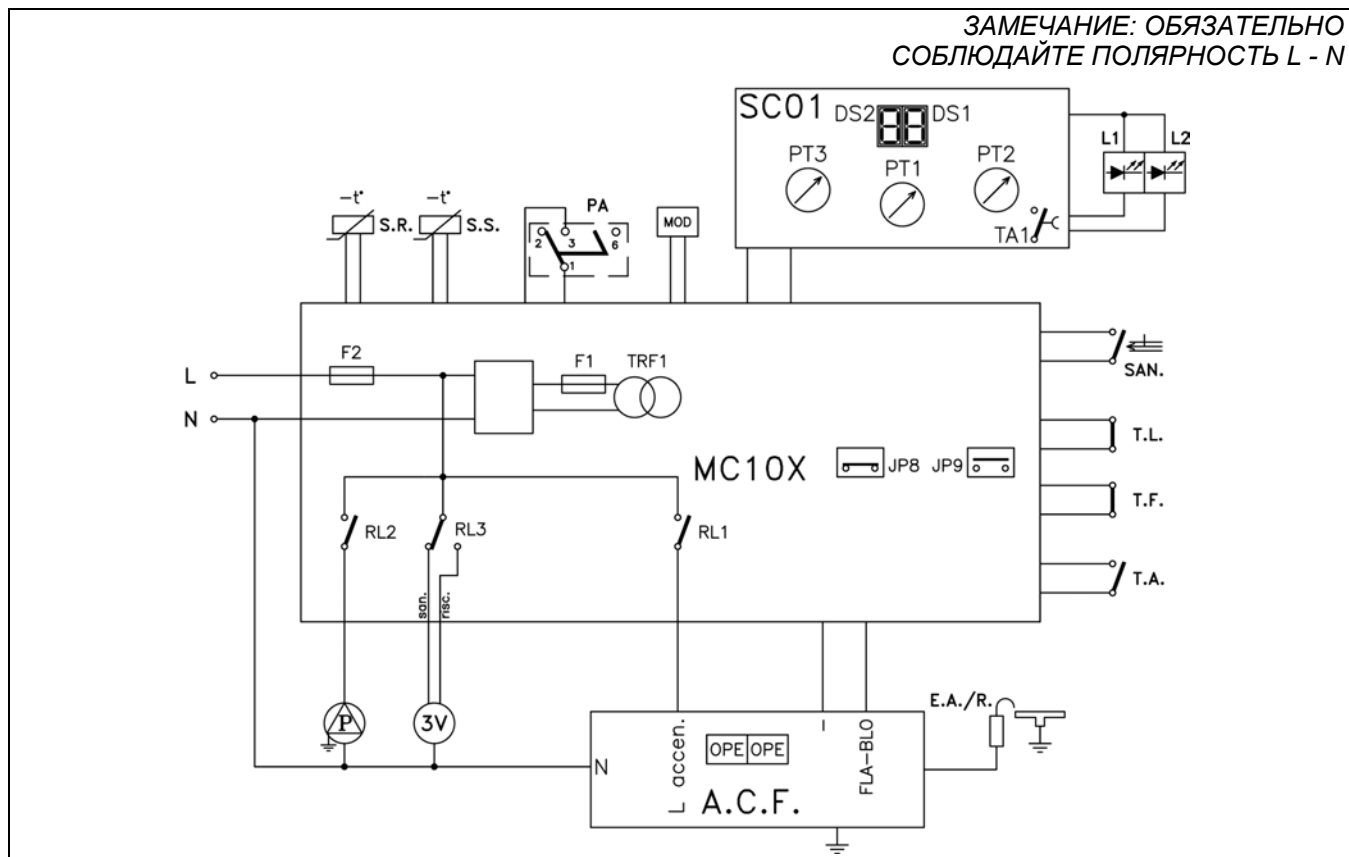 ЗАМЕЧАНИЕ: ОБЯЗАТЕЛЬНО
СОБЛЮДАЙТЕ ПОЛЯРНОСТЬ L - N
SC01 DS2 88 DS1
PT3 PT1 PT2
TA1
L1 L2
-t° S.R. -t° S.S.
PA
2 3 6
1
MOD
F2
L
F1 TRF1
N
SAN.
T.L.
MC10X
JP8 JP9
T.F.
RL2 RL3 RL1
T.A.
san. risc.
P 3V
E.A./R.
N
L accen.
OPE OPE
–
FLA-BLO
A.C.F.